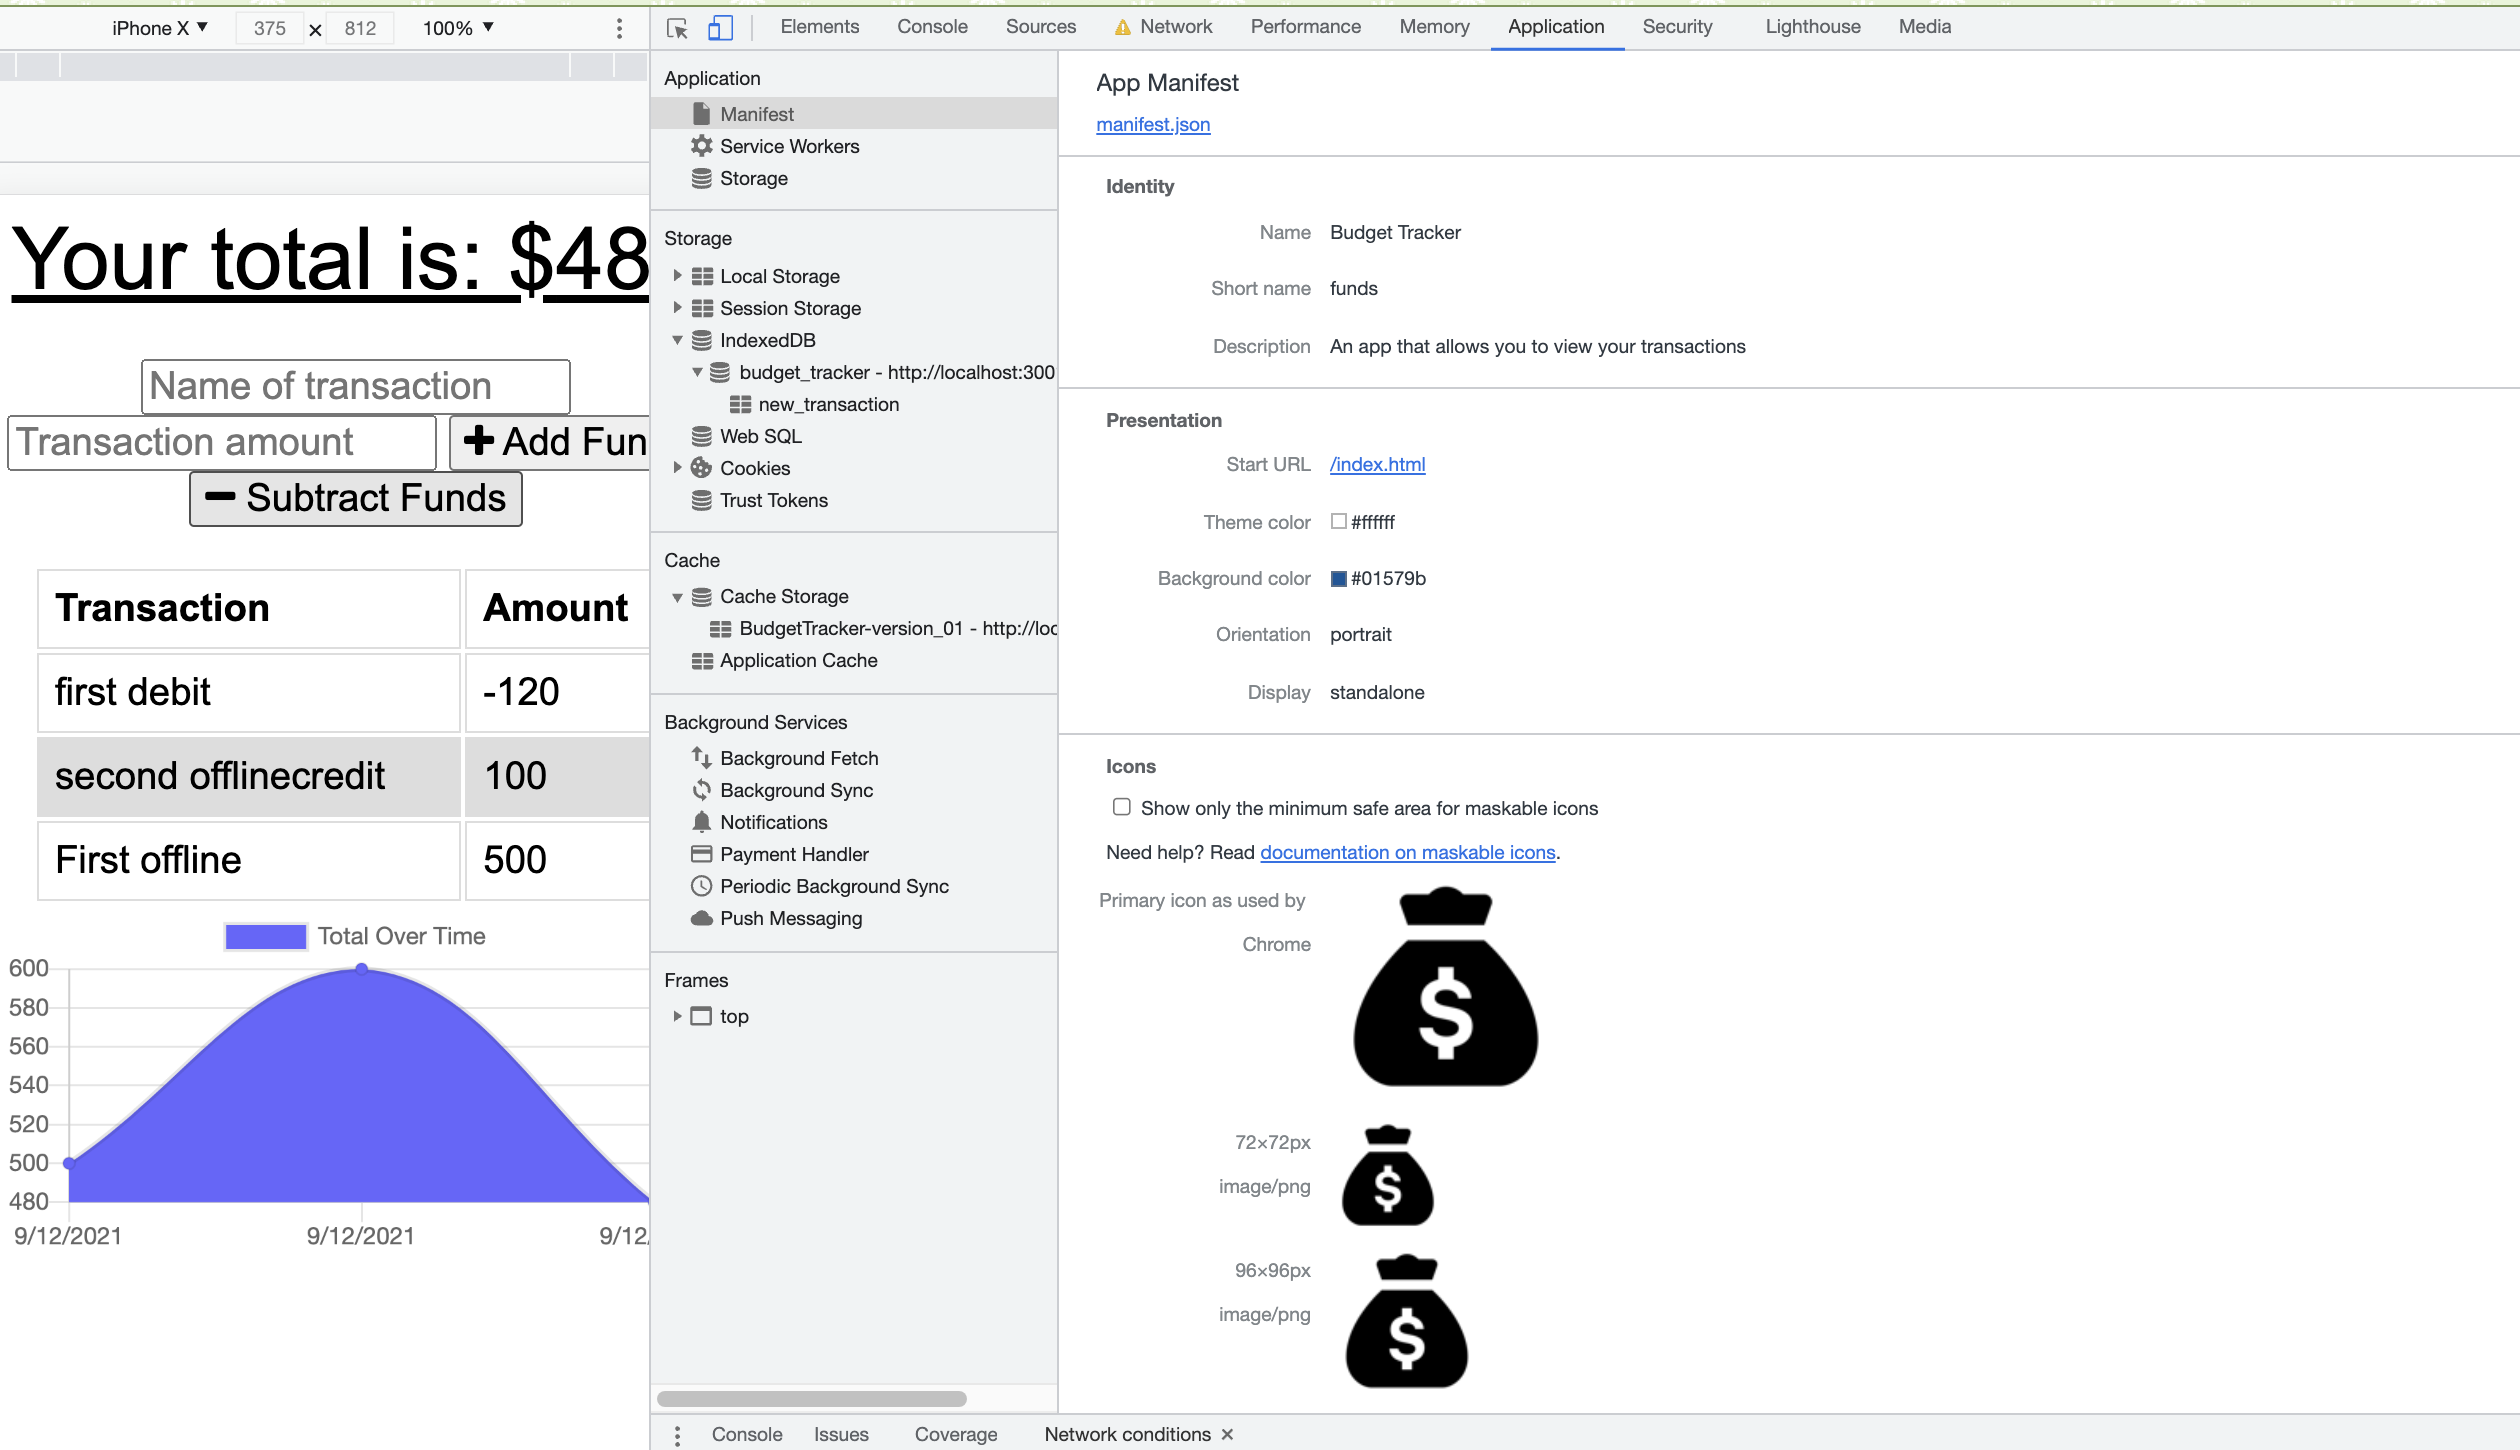 iPhone X ▼ 375 × 812 100% ▼
Elements Console Sources Network Performance Memory Application Security Lighthouse Media
Your total is: $48
Name of transaction
Transaction amount Add Fun
Subtract Funds
Transaction Amount
first debit -120
second offlinecredit 100
First offline 500
Total Over Time
600
580
560
540
520
500
480
9/12/2021 9/12/2021 9/12/
Application
Manifest
Service Workers
Storage
Storage
Local Storage
Session Storage
IndexedDB
budget_tracker - http://localhost:300
new_transaction
Web SQL
Cookies
Trust Tokens
Cache
Cache Storage
BudgetTracker-version_01 - http://loc
Application Cache
Background Services
Background Fetch
Background Sync
Notifications
Payment Handler
Periodic Background Sync
Push Messaging
Frames
top
App Manifest
manifest.json
Identity
Name Budget Tracker
Short name funds
Description An app that allows you to view your transactions
Presentation
Start URL /index.html
Theme color #ffffff
Background color #01579b
Orientation portrait
Display standalone
Icons
Show only the minimum safe area for maskable icons
Need help? Read documentation on maskable icons.
Primary icon as used by
Chrome
$
72×72px
image/png
$
96×96px
image/png
$
Console Issues Coverage Network conditions ×